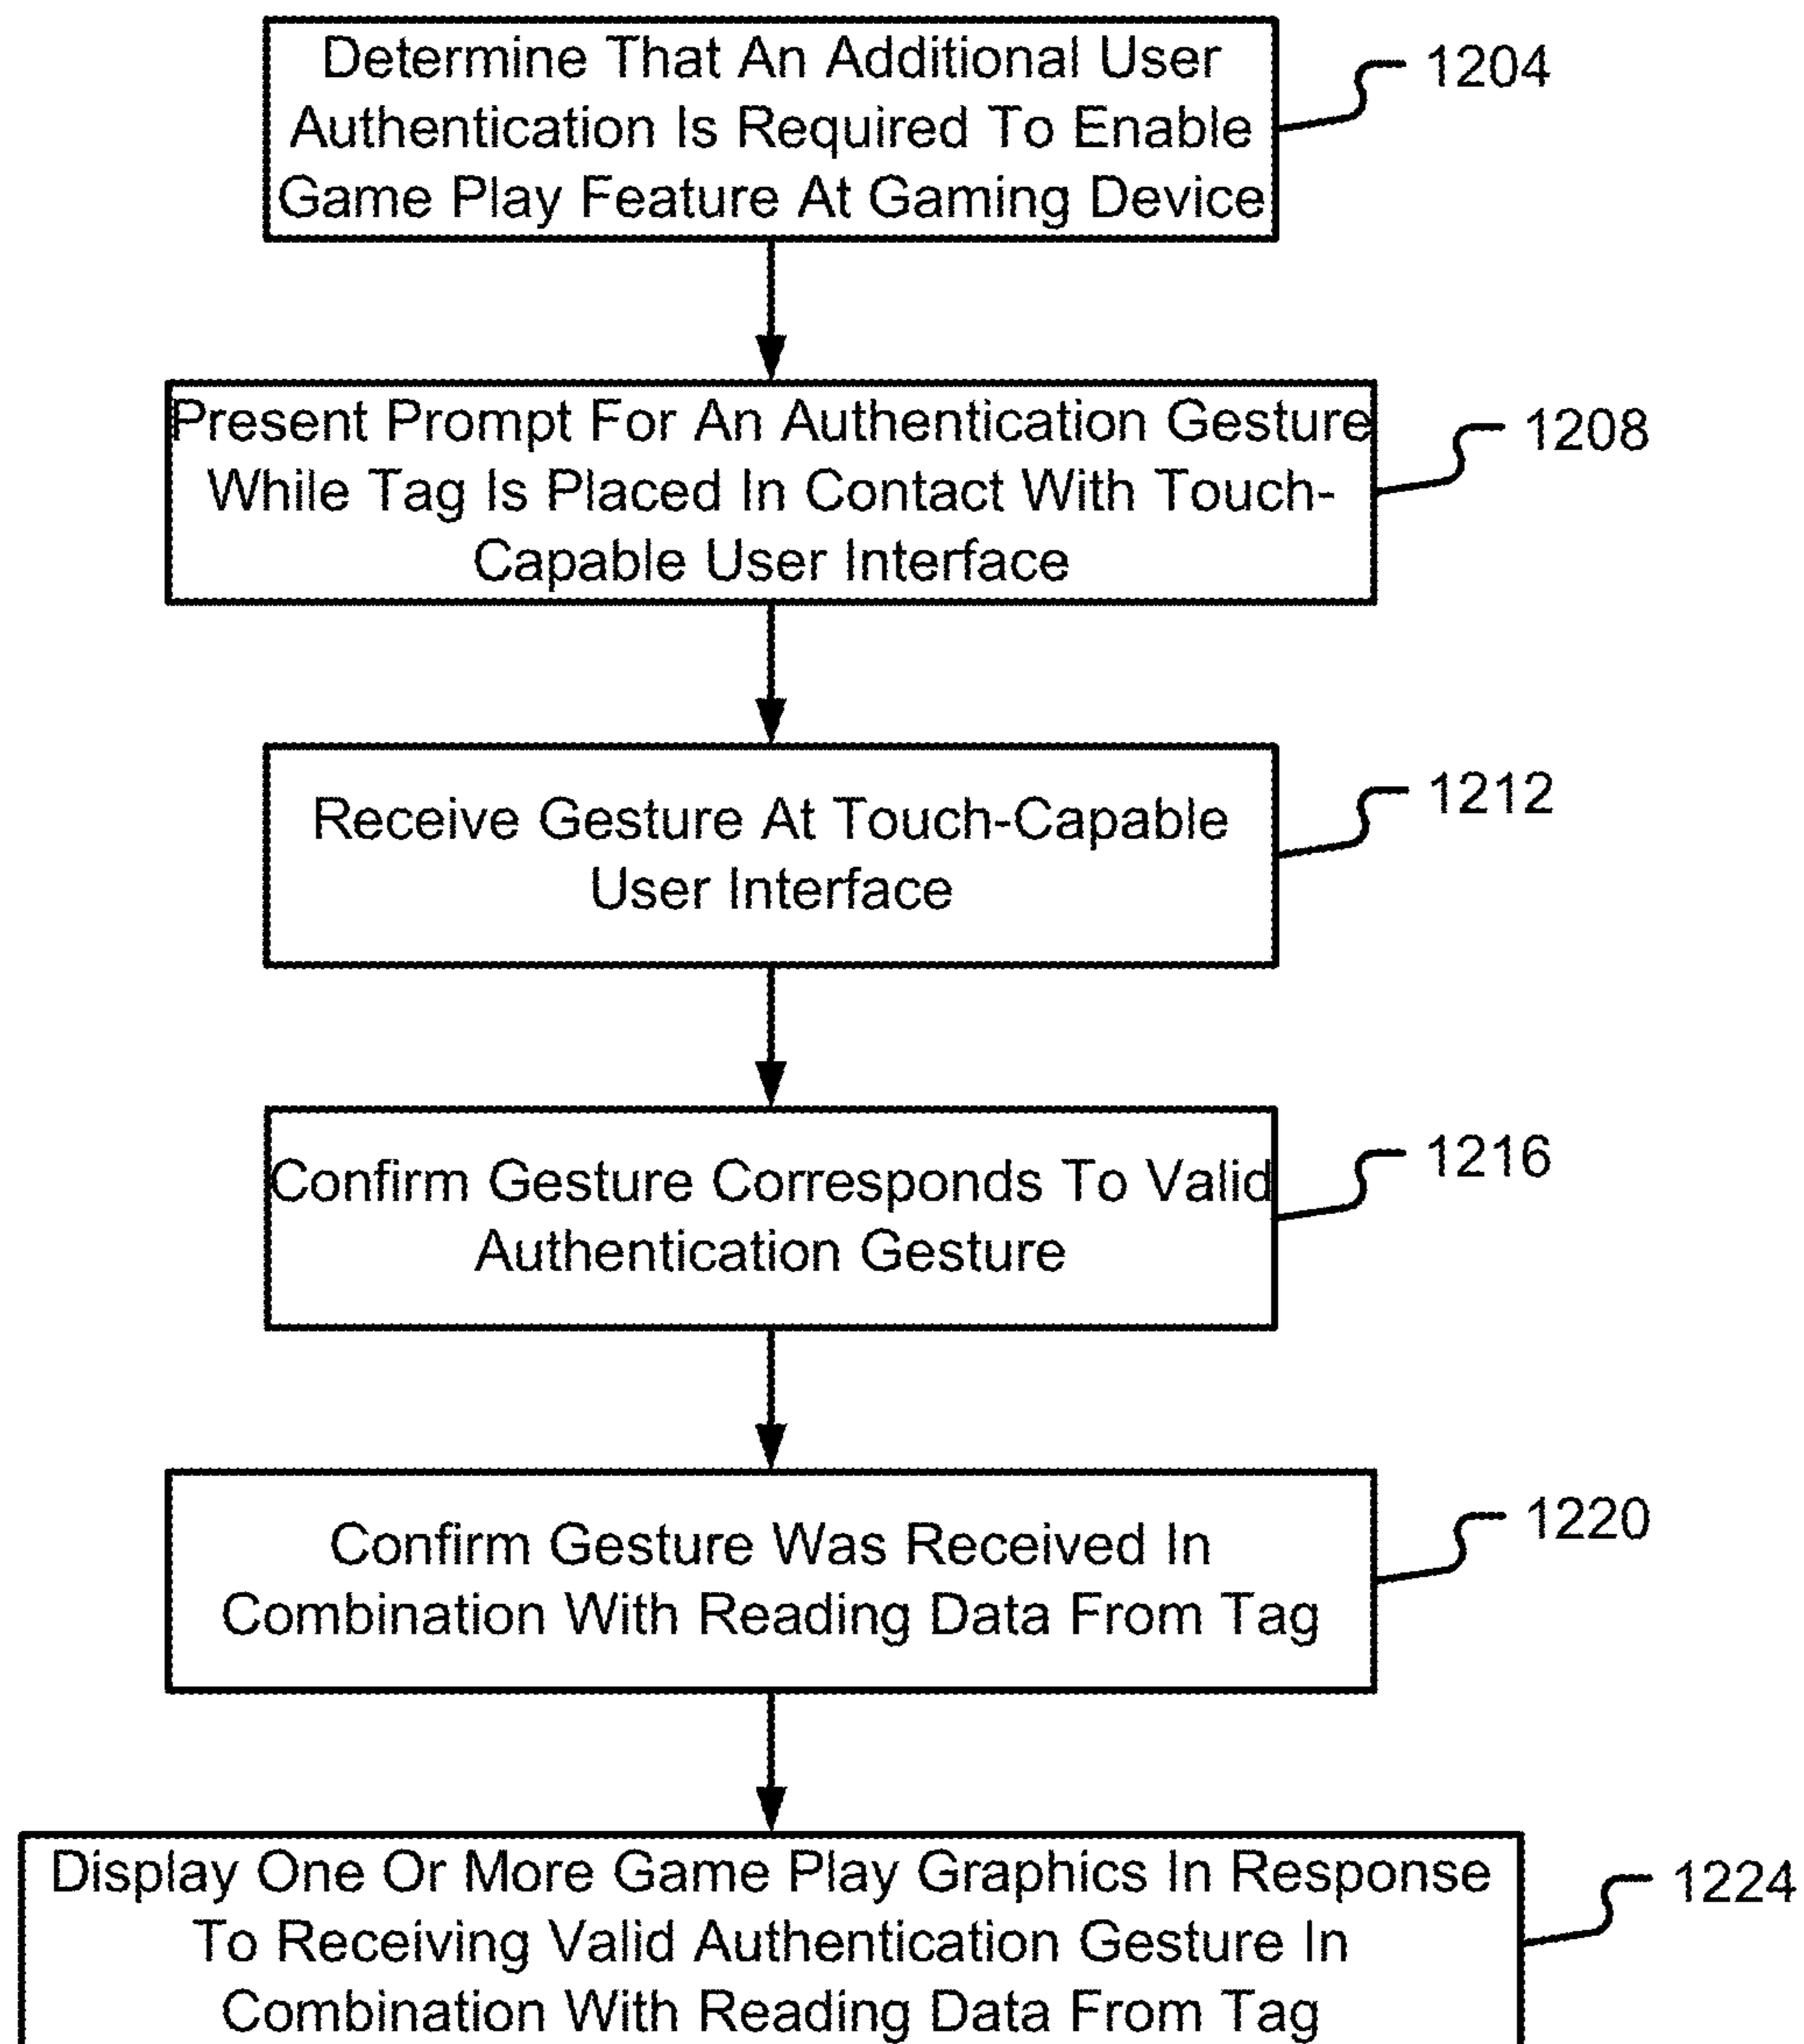 Determine That An Additional User
Authentication Is Required To Enable
Game Play Feature At Gaming Device
1204
Present Prompt For An Authentication Gesture
While Tag Is Placed In Contact With Touch-
Capable User Interface
1208
Receive Gesture At Touch-Capable
User Interface
1212
Confirm Gesture Corresponds To Valid
Authentication Gesture
1216
Confirm Gesture Was Received In
Combination With Reading Data From Tag
1220
Display One Or More Game Play Graphics In Response
To Receiving Valid Authentication Gesture In
Combination With Reading Data From Tag
1224